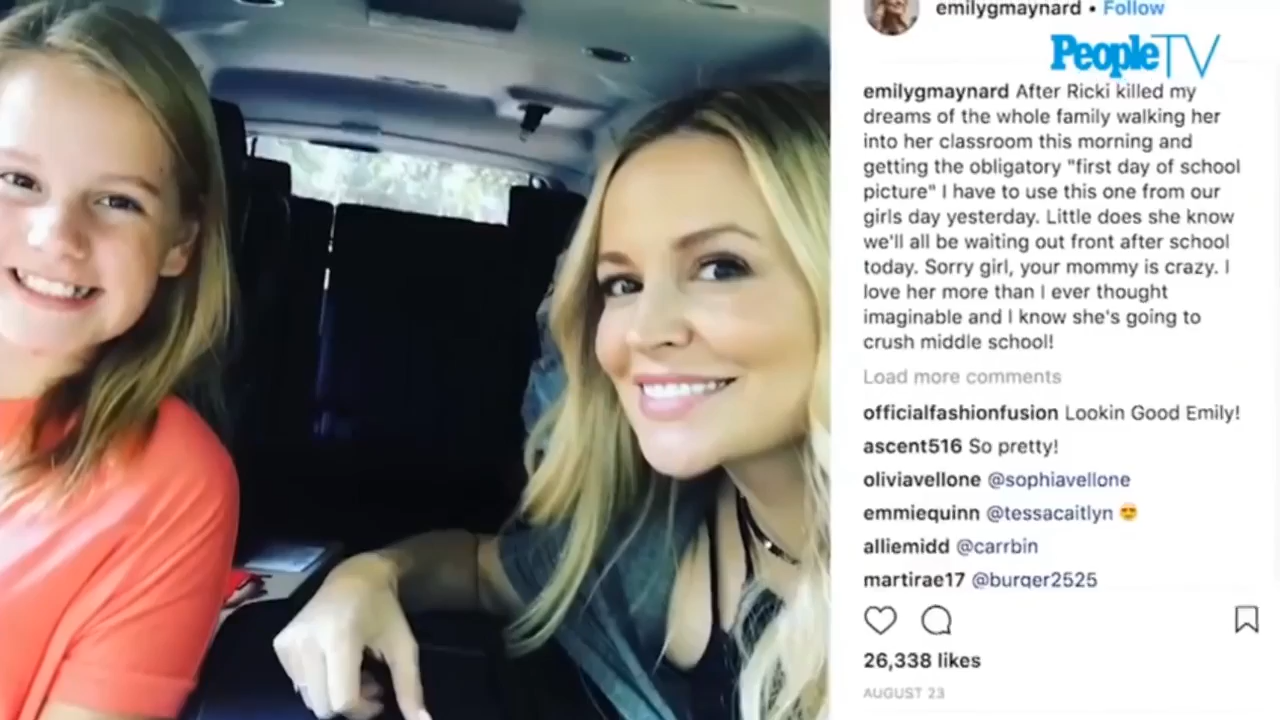 emilygmaynard • Follow
PeopleTV
emilygmaynard After Ricki killed my
dreams of the whole family walking her
into her classroom this morning and
getting the obligatory "first day of school
picture" I have to use this one from our
girls day yesterday. Little does she know
we'll all be waiting out front after school
today. Sorry girl, your mommy is crazy. I
love her more than I ever thought
imaginable and I know she's going to
crush middle school!
Load more comments
officialfashionfusion Lookin Good Emily!
ascent516 So pretty!
oliviavellone @sophiavellone
emmiequinn @tessacaitlyn 😍
alliemidd @carrbin
martirae17 @burger2525
26,338 likes
AUGUST 23